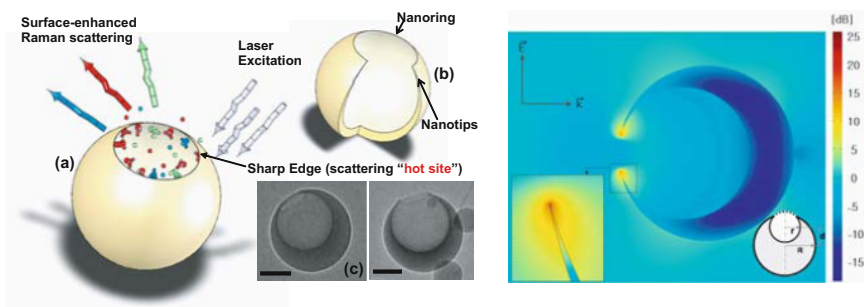 Surface-enhanced
Raman scattering
Laser
Excitation
(a)
Nanoring
(b)
Nanotips
Sharp Edge (scattering “hot site”)
(c)
E
K
r
R
[dB]
25
20
15
10
5
0
-5
-10
-15